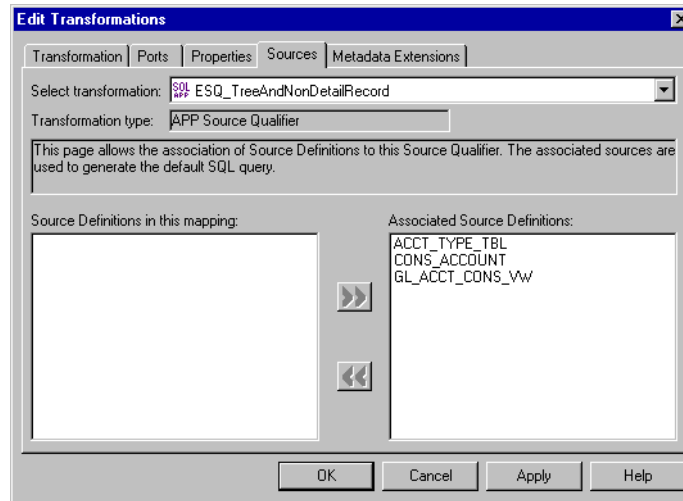 Edit Transformations
Transformation Ports Properties Sources Metadata Extensions
Select transformation: SQL APP ESQ_TreeAndNonDetailRecord
Transformation type: APP Source Qualifier
This page allows the association of Source Definitions to this Source Qualifier. The associated sources are
used to generate the default SQL query.
Source Definitions in this mapping:
Associated Source Definitions:
ACCT_TYPE_TBL
CONS_ACCOUNT
GL_ACCT_CONS_VW
OK Cancel Apply Help